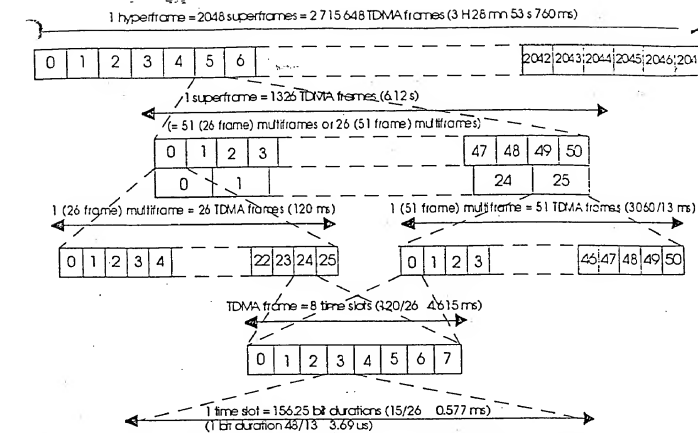 1 hyperframe = 2048 superframes = 2 715 648 TDMA frames (3 H 28 mn 53 s 760 ms)
0 1 2 3 4 5 6 2042 2043 2044 2045 2046
1 superframe = 1326 TDMA frames (6.12 s)
(= 51 (26 frame) multiframes or 26 (51 frame) multiframes)
0 1 2 3 47 48 49 50
0 1 24 25
1 (26 frame) multiframe = 26 TDMA frames (120 ms)
1 (51 frame) multiframe = 51 TDMA frames (3060/13 ms)
0 1 2 3 4 22 23 24 25
0 1 2 3 46 47 48 49 50
TDMA frame = 8 time slots (120/26 4.615 ms)
0 1 2 3 4 5 6 7
1 time slot = 156.25 bit durations (15/26 0.577 ms)
(1 bit duration 48/13 3.69 us)